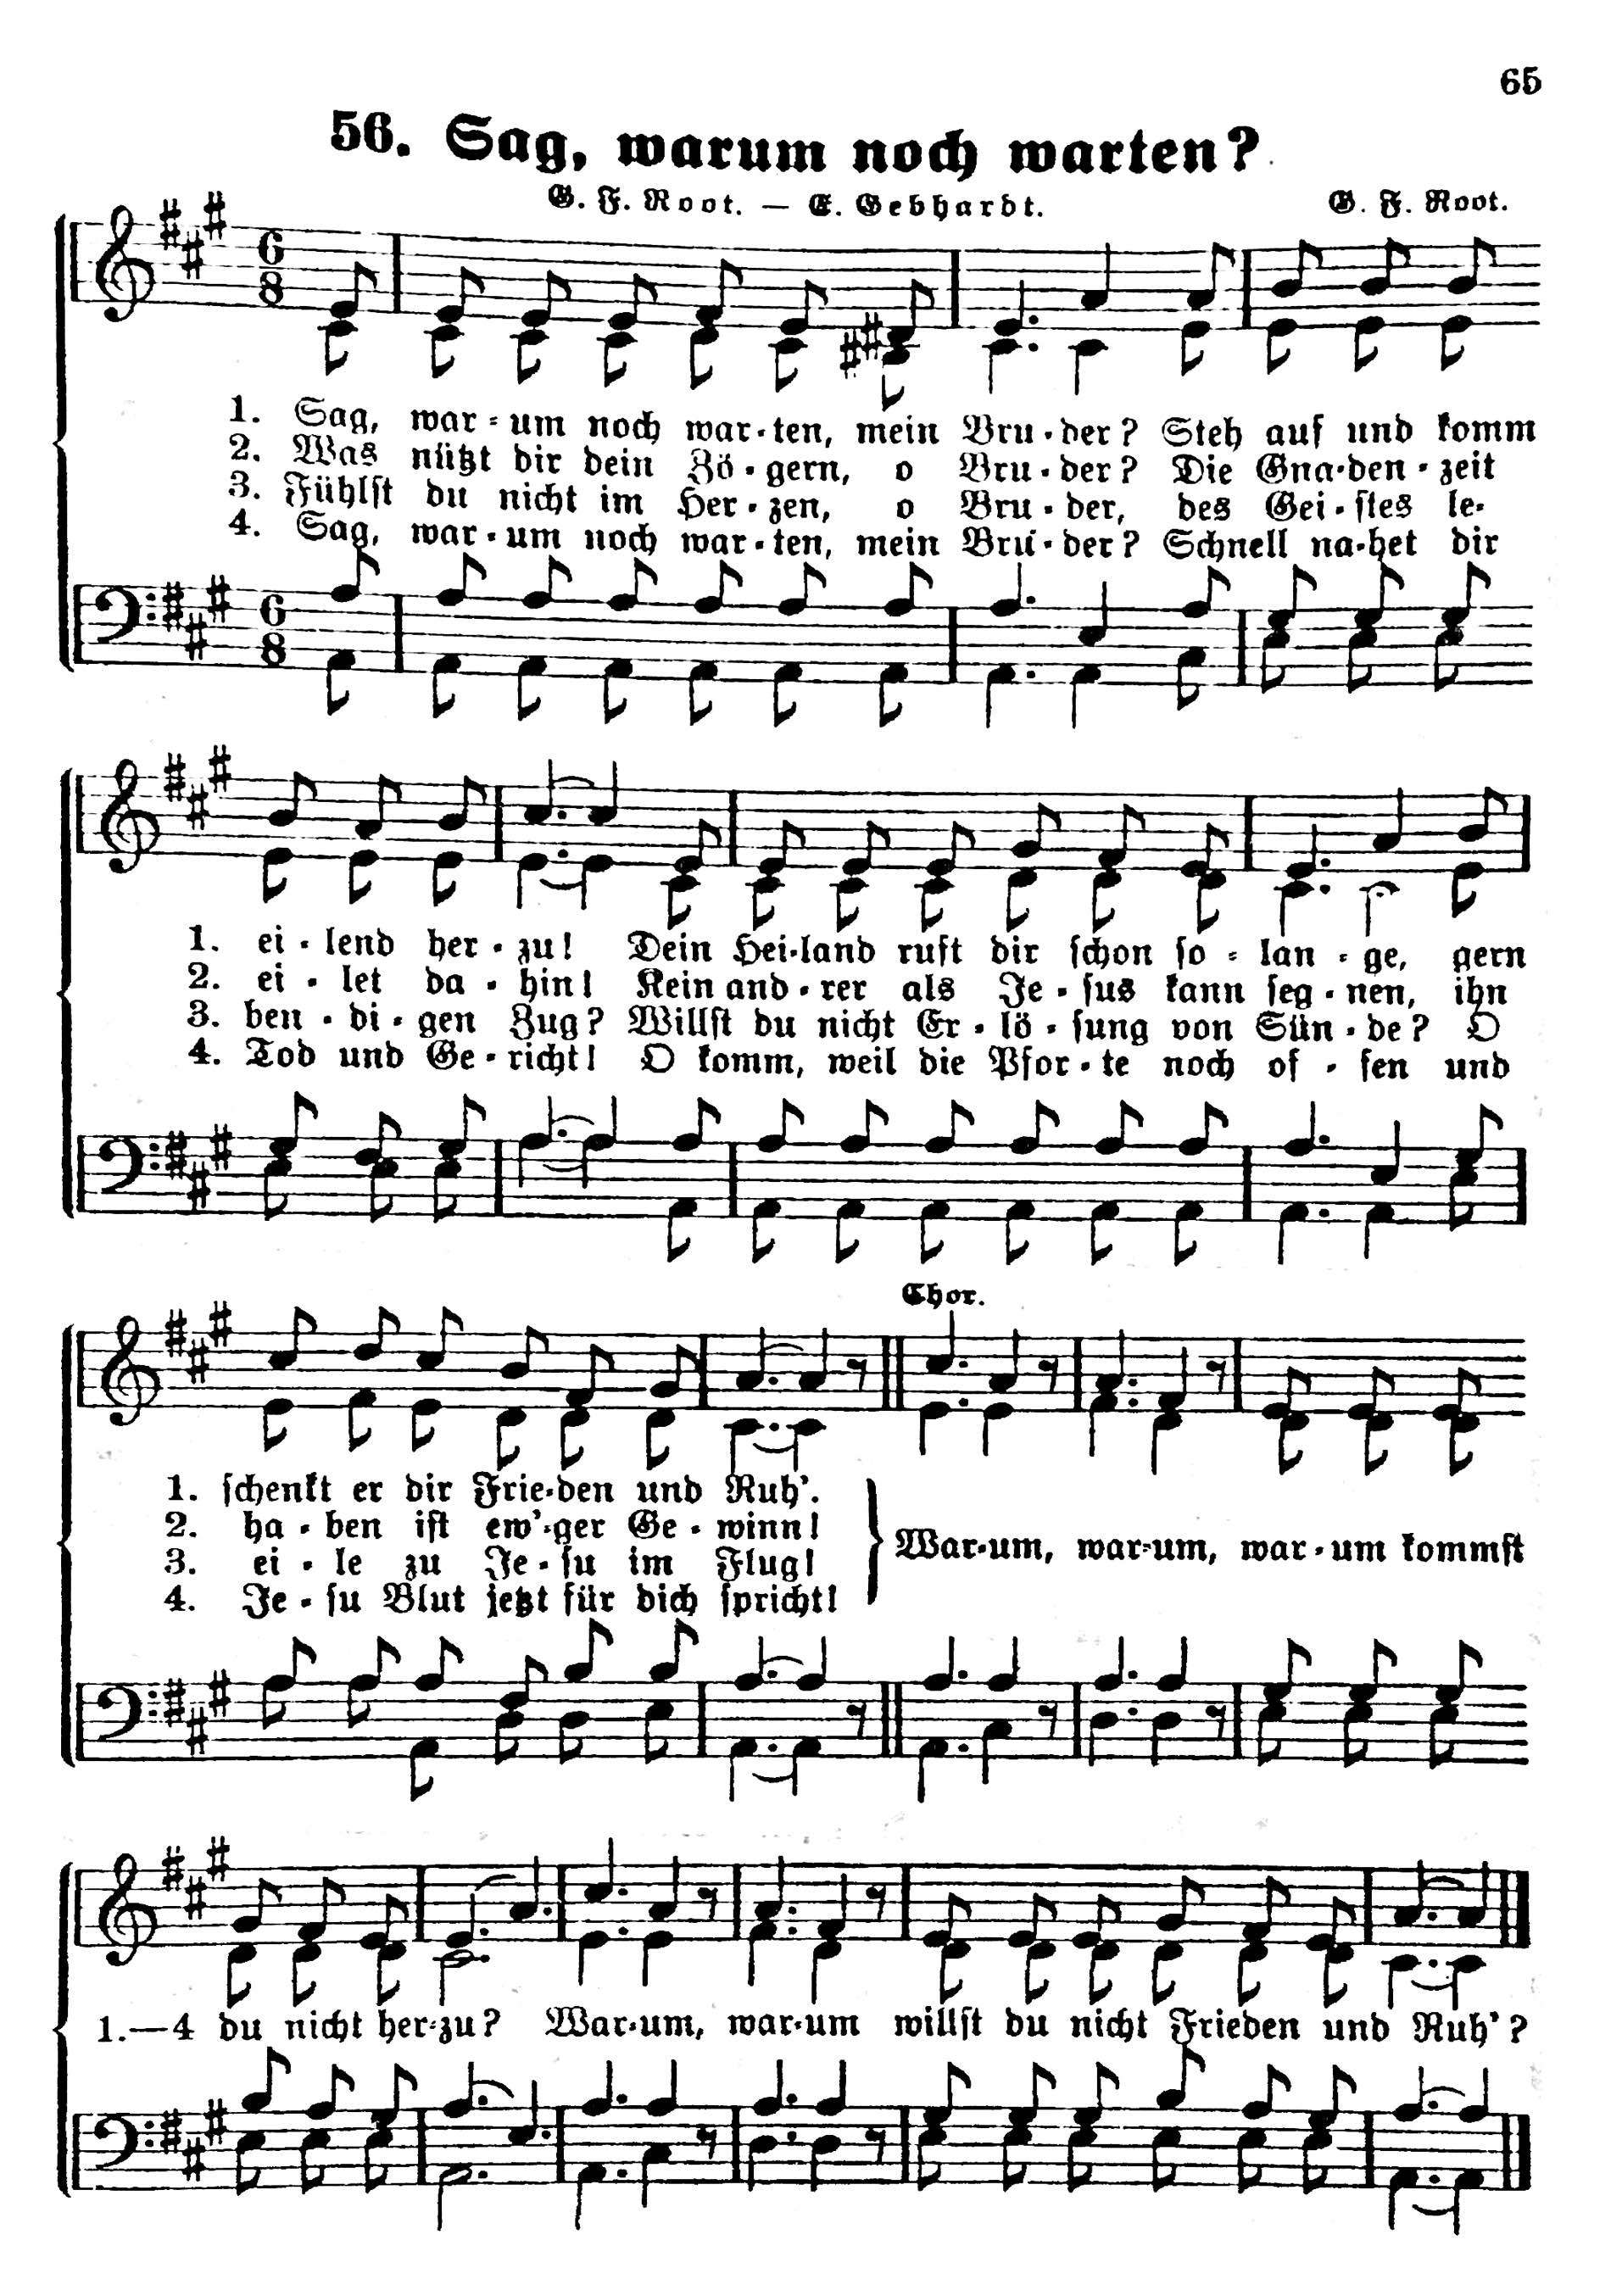 65
56. Sag, warum noch warten?
G. F. Root. — E. Gebhardt. G. F. Root.
6 8
1. Sag, war-um noch war-ten, mein Bru-der? Steh auf und komm
2. Was nützt dir dein Zö-gern, o Bru-der? Die Gna-den-zeit
3. Fühlst du nicht im Her-zen, o Bru-der, des Gei-stes le-
4. Sag, war-um noch war-ten, mein Bru-der? Schnell na-het dir
6 8
1. ei-lend her-zu! Dein Hei-land ruft dir schon so-lan-ge, gern
2. ei-let da-hin! Kein and-rer als Je-sus kann seg-nen, ihn
3. ben-di-gen Zug? Willst du nicht Er-lö-sung von Sün-de? O
4. Tod und Ge-richt! O komm, weil die Pfor-te noch of-fen und
Chor.
1. schenkt er dir Frie-den und Ruh'.
2. ha-ben ist ew'-ger Ge-winn!
3. ei-le zu Je-su im Flug!
4. Je-su Blut jetzt für dich spricht!
War-um, war-um, war-um kommst
1.—4 du nicht her-zu? War-um, war-um willst du nicht Frieden und Ruh'?